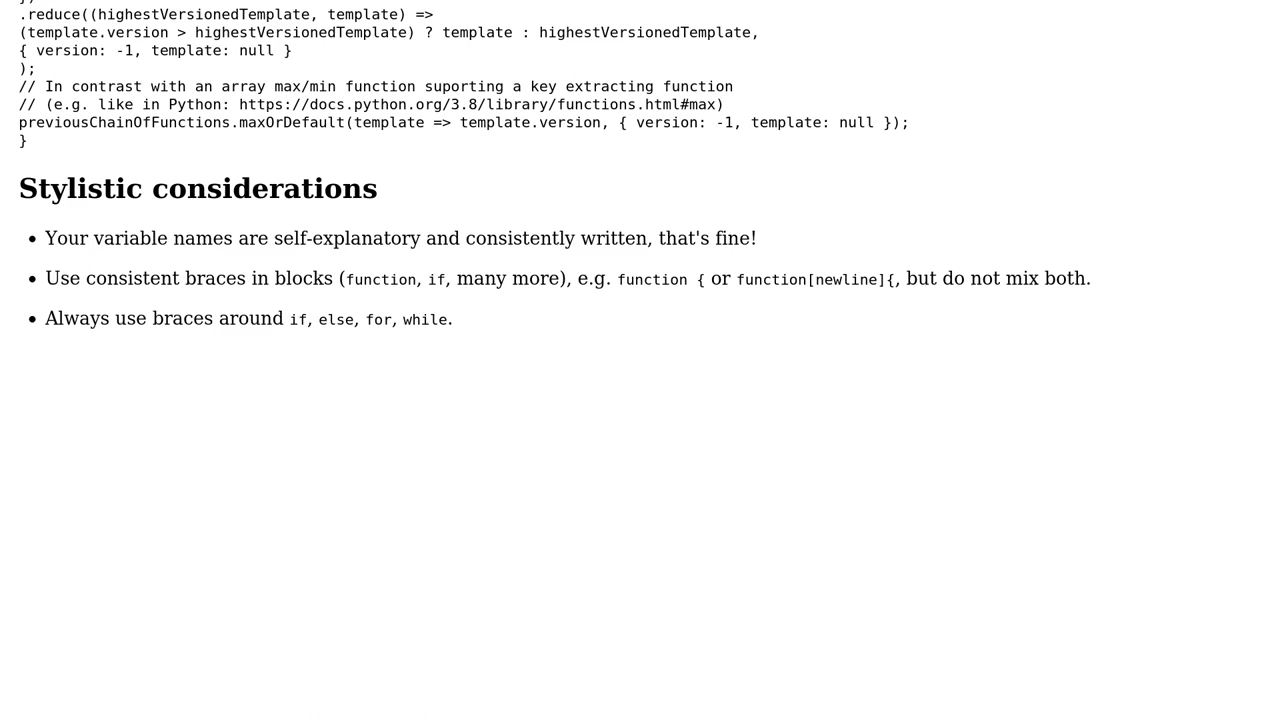 })
.reduce((highestVersionedTemplate, template) =>
(template.version > highestVersionedTemplate) ? template : highestVersionedTemplate,
{ version: -1, template: null }
);
// In contrast with an array max/min function suporting a key extracting function
// (e.g. like in Python: https://docs.python.org/3.8/library/functions.html#max)
previousChainOfFunctions.maxOrDefault(template => template.version, { version: -1, template: null });
}
Stylistic considerations
• Your variable names are self-explanatory and consistently written, that's fine!
• Use consistent braces in blocks (function, if, many more), e.g. function { or function[newline]{, but do not mix both.
• Always use braces around if, else, for, while.